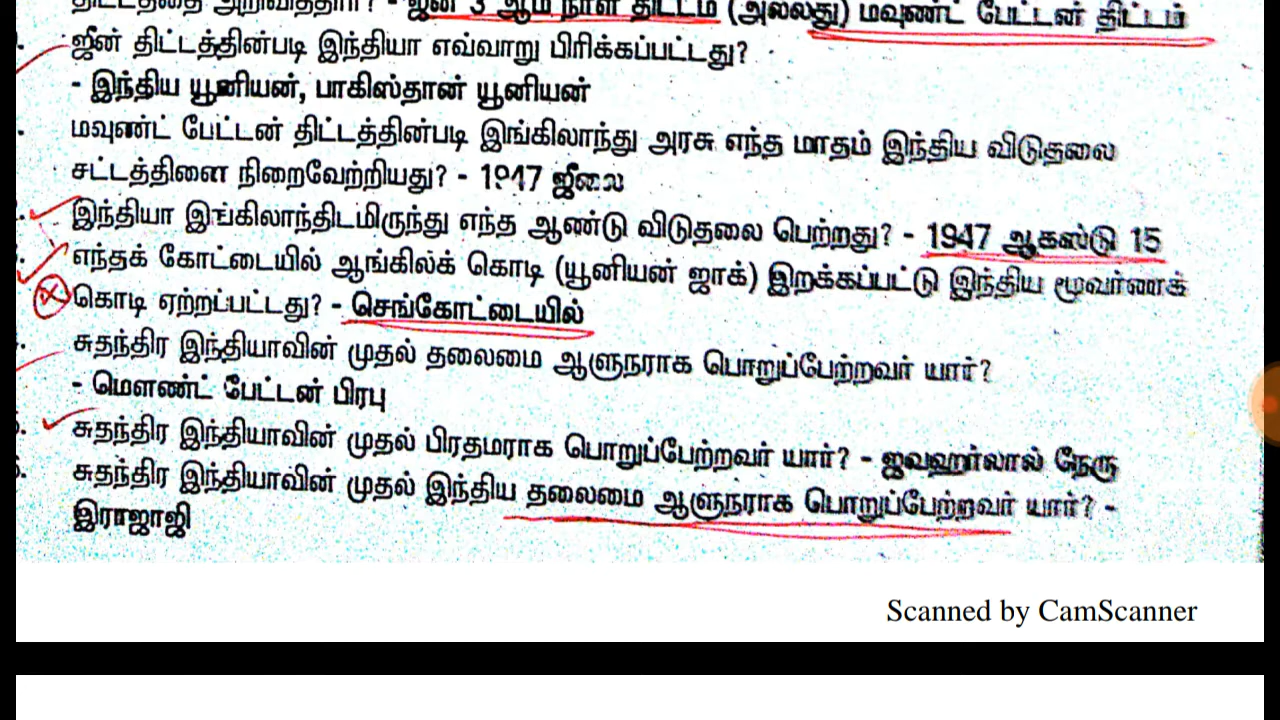 திட்டத்தை அறிவித்தார்? - ஜீன் 3 ஆம் நாள் திட்டம் (அல்லது) மவுண்ட் பேட்டன் திட்டம்
ஜீன் திட்டத்தின்படி இந்தியா எவ்வாறு பிரிக்கப்பட்டது?
- இந்திய யூனியன், பாகிஸ்தான் யூனியன்
மவுண்ட் பேட்டன் திட்டத்தின்படி இங்கிலாந்து அரசு எந்த மாதம் இந்திய விடுதலை
சட்டத்தினை நிறைவேற்றியது? - 1947 ஜீலை
இந்தியா இங்கிலாந்திடமிருந்து எந்த ஆண்டு விடுதலை பெற்றது? - 1947 ஆகஸ்டு 15
எந்தக் கோட்டையில் ஆங்கிலக் கொடி (யூனியன் ஜாக்) இறக்கப்பட்டு இந்திய மூவர்ணக்
கொடி ஏற்றப்பட்டது? - செங்கோட்டையில்
சுதந்திர இந்தியாவின் முதல் தலைமை ஆளுநராக பொறுப்பேற்றவர் யார்?
- மௌண்ட் பேட்டன் பிரபு
சுதந்திர இந்தியாவின் முதல் பிரதமராக பொறுப்பேற்றவர் யார்? - ஜவஹர்லால் நேரு
சுதந்திர இந்தியாவின் முதல் இந்திய தலைமை ஆளுநராக பொறுப்பேற்றவர் யார்? -
இராஜாஜி
Scanned by CamScanner